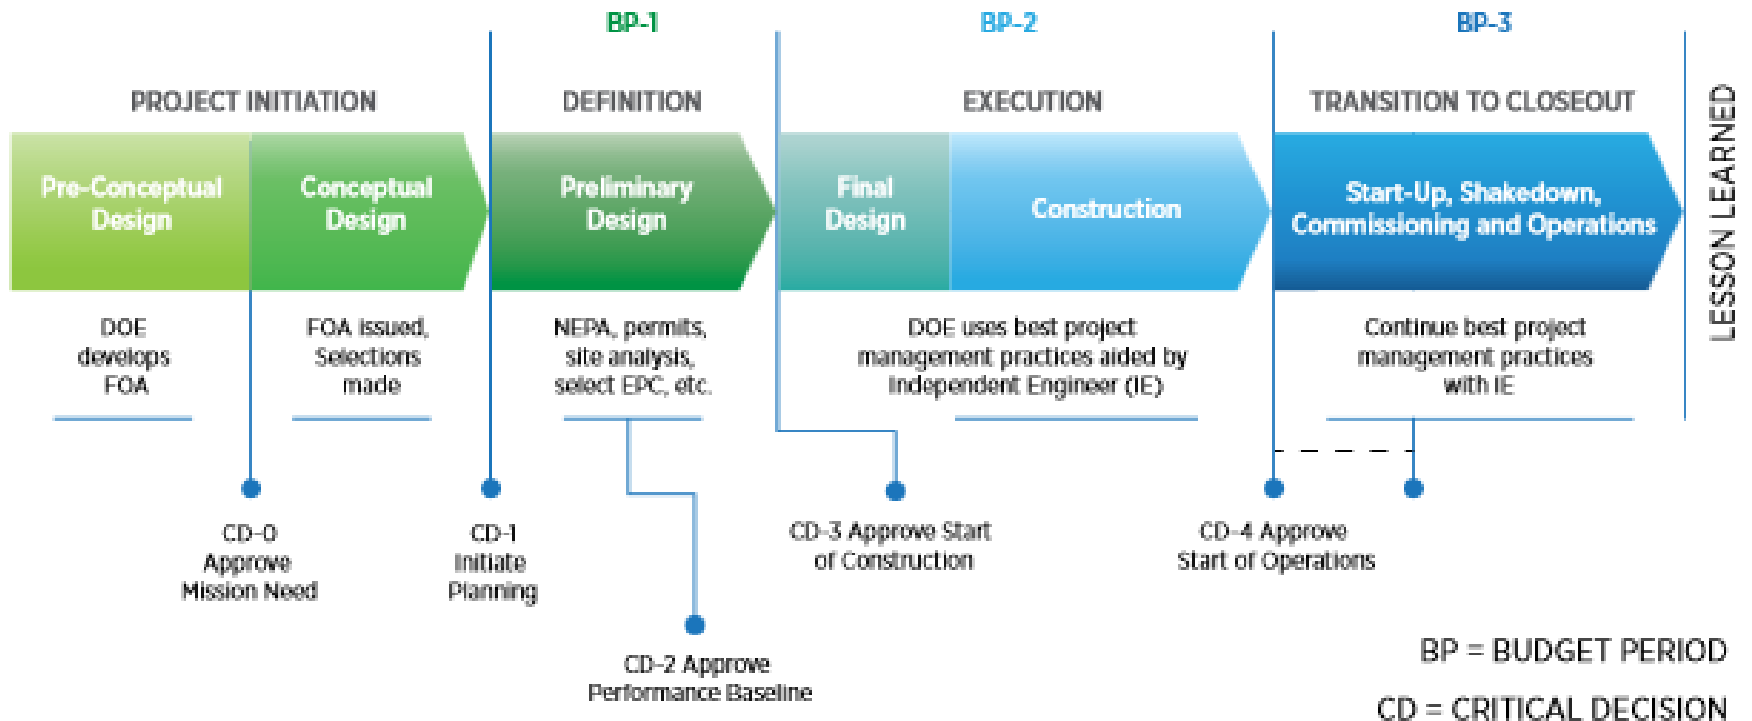 BP-1
BP-2
BP-3
PROJECT INITIATION
DEFINITION
EXECUTION
TRANSITION TO CLOSEOUT
Pre-Conceptual
Design
Conceptual
Design
Preliminary
Design
Final
Design
Construction
Start-Up, Shakedown,
Commissioning and Operations
LESSON LEARNED
DOE
develops
FOA
FOA issued,
Selections
made
NEPA, permits,
site analysis,
select EPC, etc.
DOE uses best project
management practices aided by
Independent Engineer (IE)
Continue best project
management practices
with IE
CD-0
Approve
Mission Need
CD-1
Initiate
Planning
CD-2 Approve
Performance Baseline
CD-3 Approve Start
of Construction
CD-4 Approve
Start of Operations
BP = BUDGET PERIOD
CD = CRITICAL DECISION